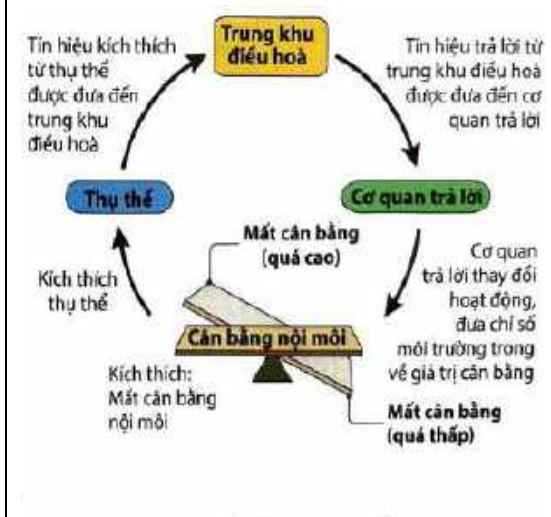 Trung khu
điều hoà
Tín hiệu kích thích
từ thụ thể
được đưa đến
trung khu
điều hoà
Tín hiệu trả lời từ
trung khu điều hoà
được đưa đến cơ
quan trả lời
Thụ thể
Cơ quan trả lời
Mất cân bằng
(quá cao)
Kích thích
thụ thể
Cân bằng nội môi
Cơ quan
trả lời thay đổi
hoạt động,
đưa chỉ số
môi trường trong
về giá trị cân bằng
Kích thích:
Mất cân bằng
nội môi
Mất cân bằng
(quá thấp)